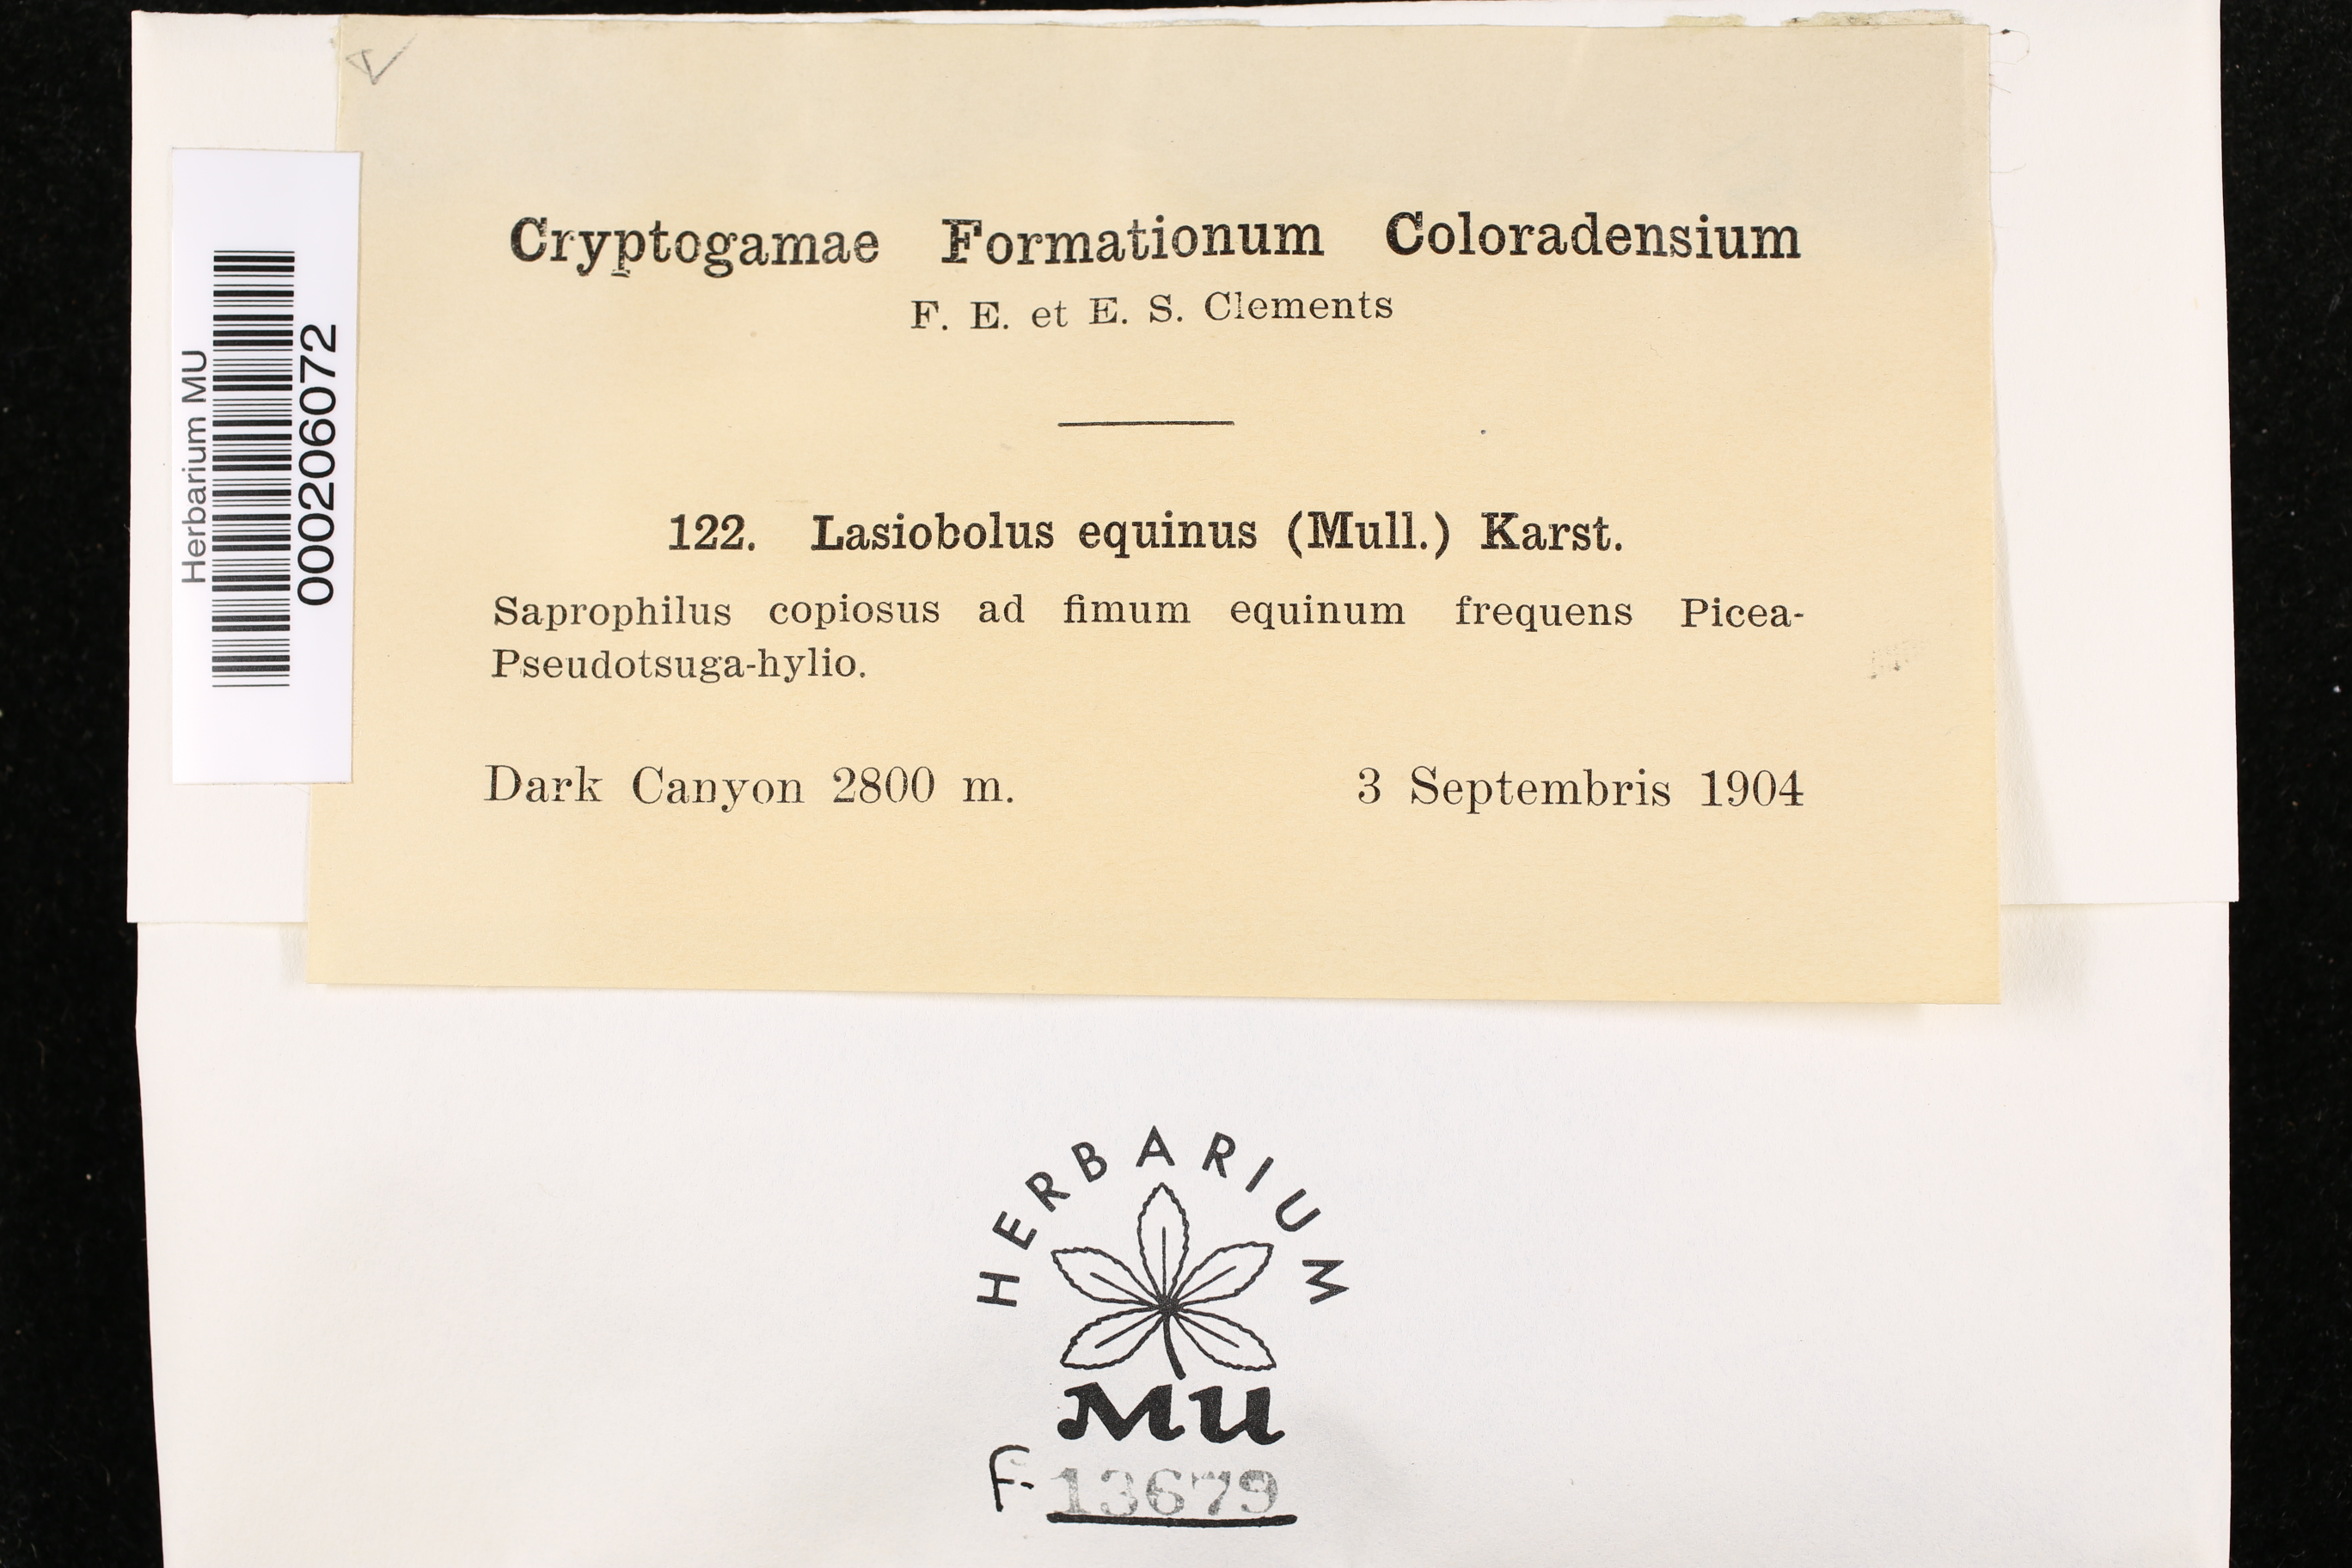 Cryptogamae Formationum Coloradensium
F. E. et E. S. Clements
122. Lasiobolus equinus (Mull.) Karst.
Saprophilus copiosus ad fimum equinum frequens Picea-
Pseudotsuga-hylio.
Dark Canyon 2800 m. 3 Septembris 1904
Herbarium MU
000206072
HERBARIUM
MU
F. 13679